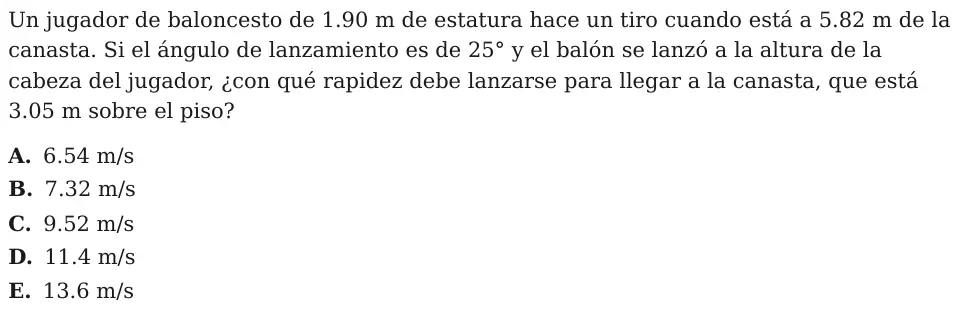 Un jugador de baloncesto de 1.90 m de estatura hace un tiro cuando está a 5.82 m de la
canasta. Si el ángulo de lanzamiento es de 25° y el balón se lanzó a la altura de la
cabeza del jugador, ¿con qué rapidez debe lanzarse para llegar a la canasta, que está
3.05 m sobre el piso?
A. 6.54 m/s
B. 7.32 m/s
C. 9.52 m/s
D. 11.4 m/s
E. 13.6 m/s